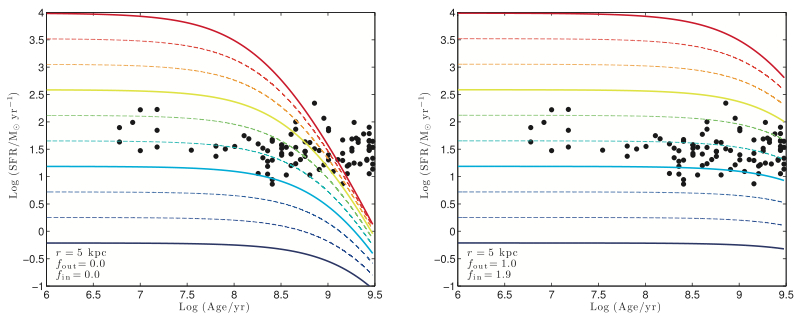 4
3.5
3
2.5
2
1.5
1
0.5
0
−0.5
−1
Log (SFR/M⊙ yr⁻¹)
r = 5 kpc
f_out = 0.0
f_in = 0.0
6 6.5 7 7.5 8 8.5 9 9.5
Log (Age/yr)
4
3.5
3
2.5
2
1.5
1
0.5
0
−0.5
−1
Log (SFR/M⊙ yr⁻¹)
r = 5 kpc
f_out = 1.0
f_in = 1.9
6 6.5 7 7.5 8 8.5 9 9.5
Log (Age/yr)